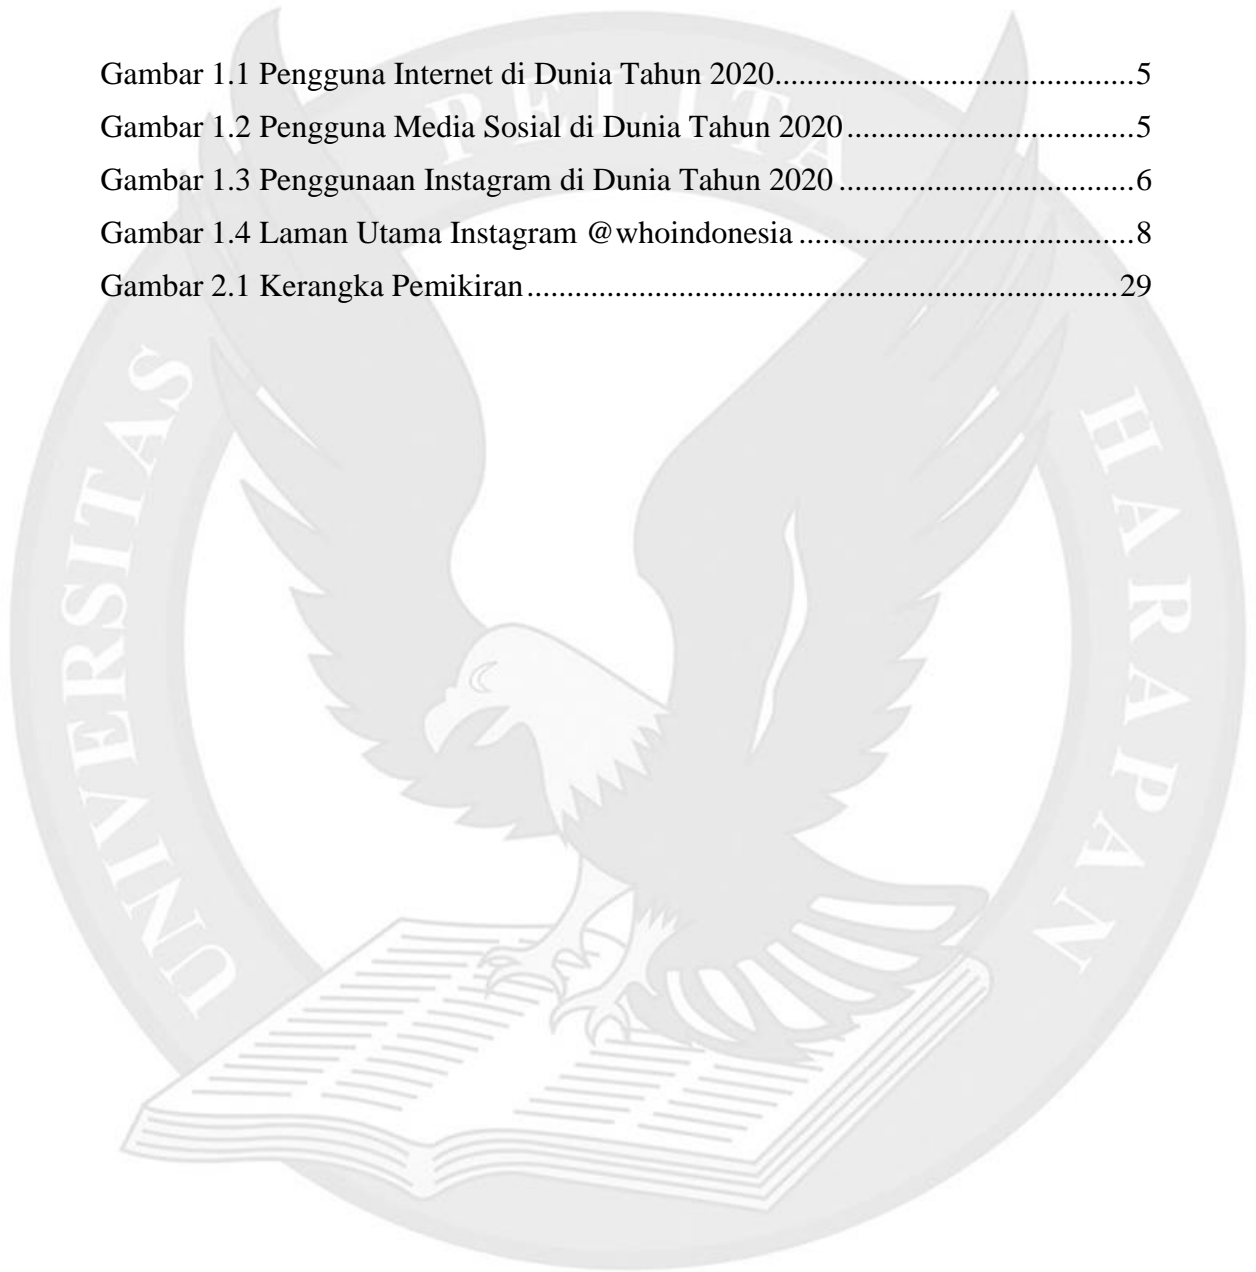 Gambar 1.1 Pengguna Internet di Dunia Tahun 2020.............................................5
Gambar 1.2 Pengguna Media Sosial di Dunia Tahun 2020....................................5
Gambar 1.3 Penggunaan Instagram di Dunia Tahun 2020.....................................6
Gambar 1.4 Laman Utama Instagram @whoindonesia..........................................8
Gambar 2.1 Kerangka Pemikiran...........................................................................29
UNIVERSITAS
PELITA
HARAPAN